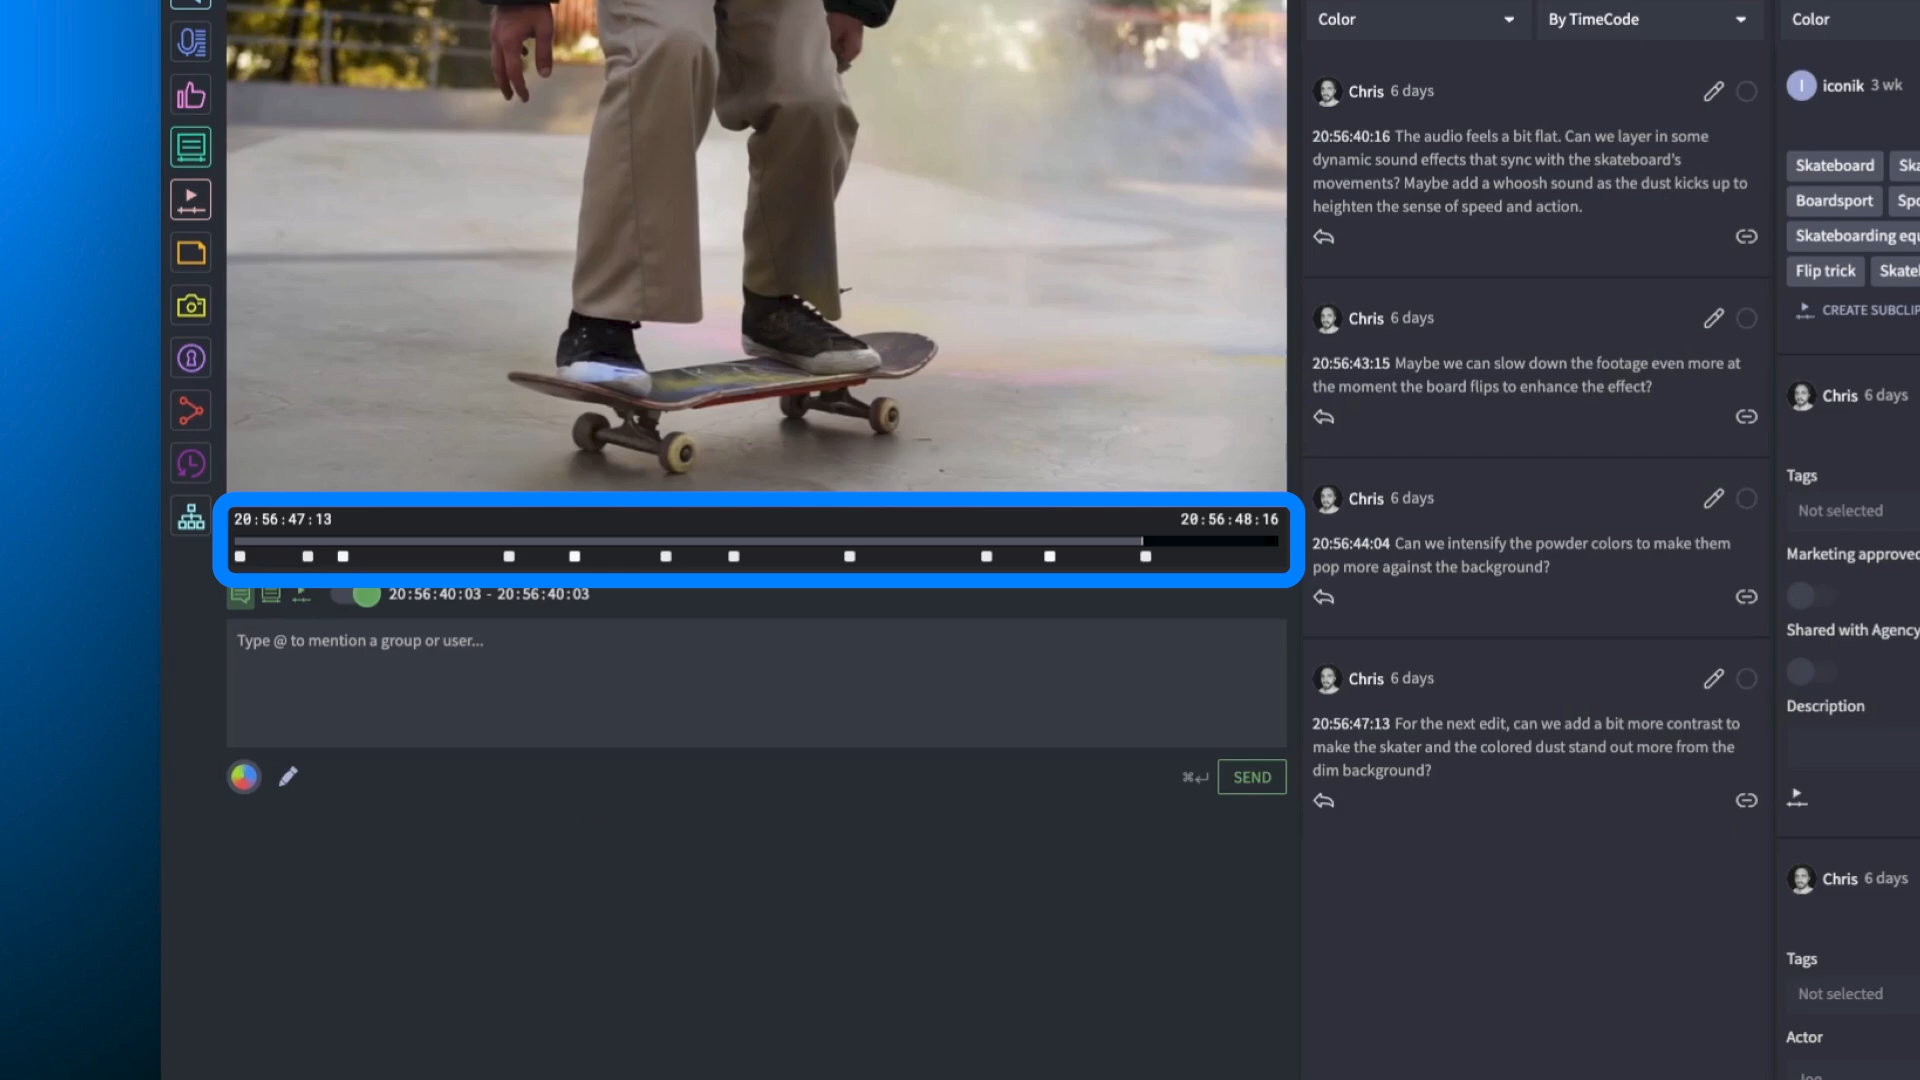 Color
By TimeCode
Color
Chris 6 days
20:56:40:16 The audio feels a bit flat. Can we layer in some
dynamic sound effects that sync with the skateboard's
movements? Maybe add a whoosh sound as the dust kicks up to
heighten the sense of speed and action.
Chris 6 days
20:56:43:15 Maybe we can slow down the footage even more at
the moment the board flips to enhance the effect?
Chris 6 days
20:56:44:04 Can we intensify the powder colors to make them
pop more against the background?
Chris 6 days
20:56:47:13 For the next edit, can we add a bit more contrast to
make the skater and the colored dust stand out more from the
dim background?
I iconik 3 wk
Skateboard Ska
Boardsport Spo
Skateboarding equ
Flip trick Skatel
CREATE SUBCLIP
Chris 6 days
Tags
Not selected
Marketing approved
Shared with Agency
Description
Chris 6 days
Tags
Not selected
Actor
20:56:47:13
20:56:48:16
20:56:40:03 - 20:56:40:03
Type @ to mention a group or user...
⌘↵ SEND